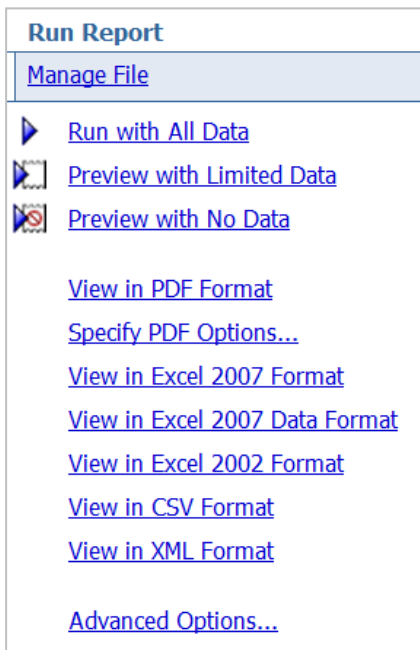 Run Report
Manage File
Run with All Data
Preview with Limited Data
Preview with No Data
View in PDF Format
Specify PDF Options...
View in Excel 2007 Format
View in Excel 2007 Data Format
View in Excel 2002 Format
View in CSV Format
View in XML Format
Advanced Options...